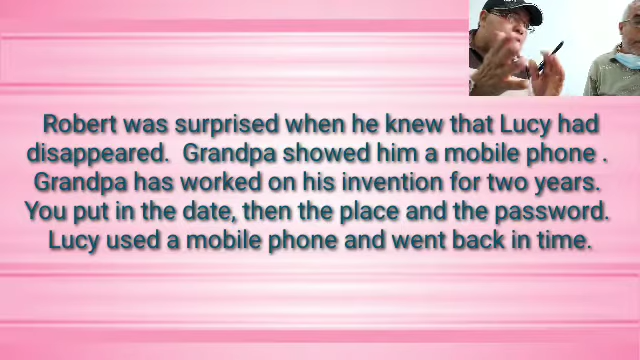 Robert was surprised when he knew that Lucy had
disappeared.  Grandpa showed him a mobile phone .
Grandpa has worked on his invention for two years.
You put in the date, then the place and the password.
Lucy used a mobile phone and went back in time.